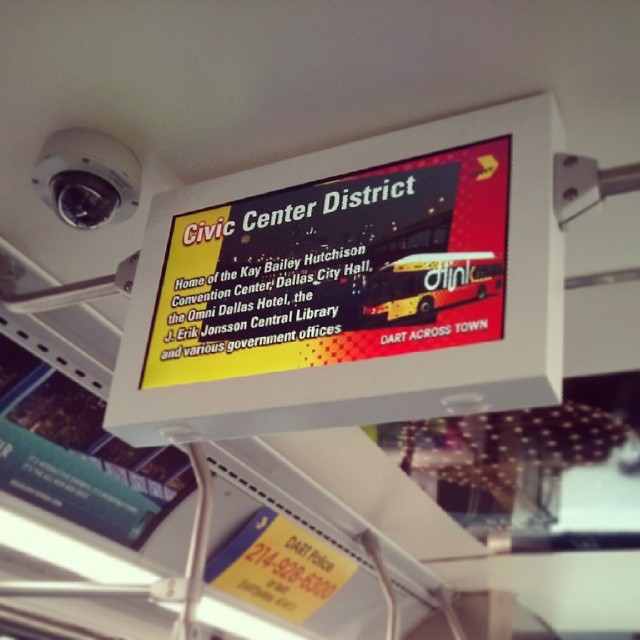 Civic Center District
Home of the Kay Bailey Hutchison
Convention Center, Dallas City Hall,
the Omni Dallas Hotel, the
J. Erik Jonsson Central Library
and various government offices
dlink
DART ACROSS TOWN
DART Police
214-928-6300